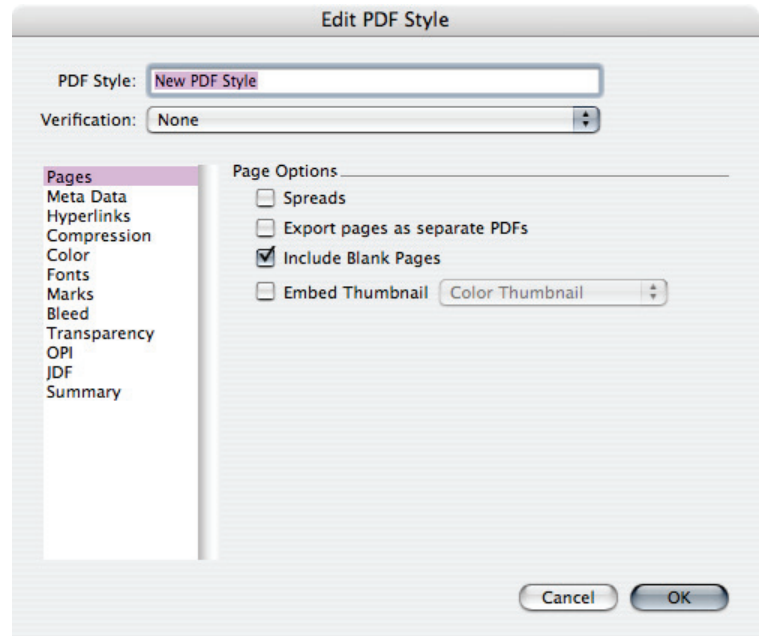 Edit PDF Style
PDF Style: New PDF Style
Verification: None
Pages
Meta Data
Hyperlinks
Compression
Color
Fonts
Marks
Bleed
Transparency
OPI
JDF
Summary
Page Options
Spreads
Export pages as separate PDFs
Include Blank Pages
Embed Thumbnail Color Thumbnail
Cancel OK